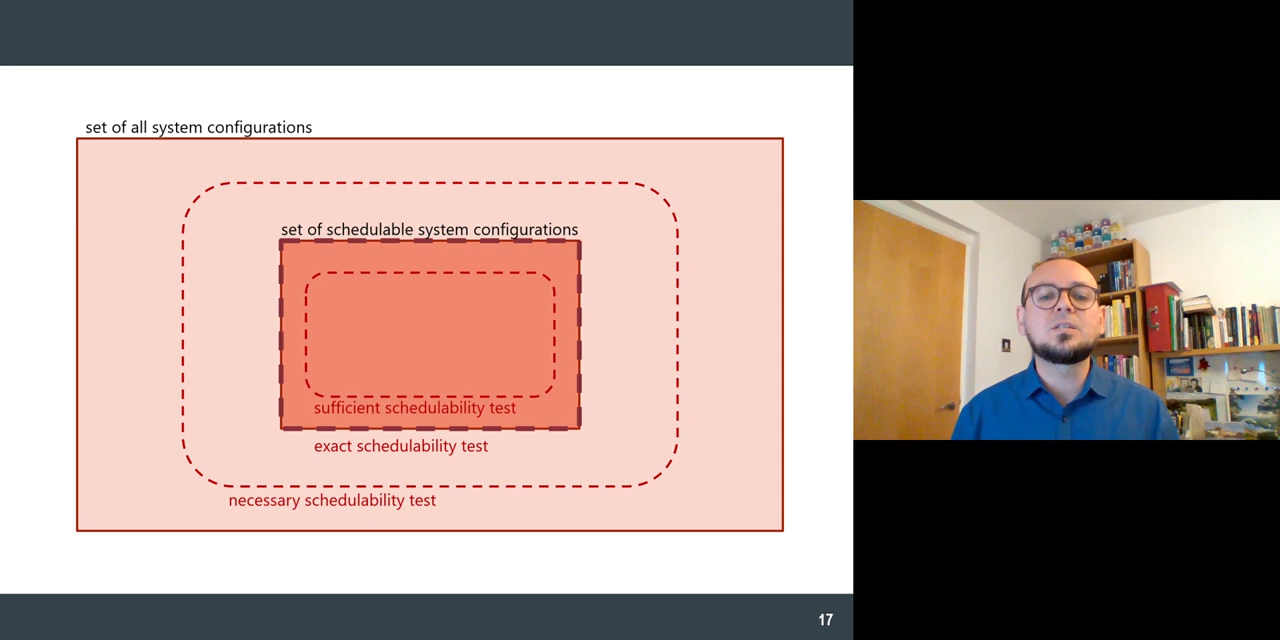 set of all system configurations
set of schedulable system configurations
sufficient schedulability test
exact schedulability test
necessary schedulability test
17